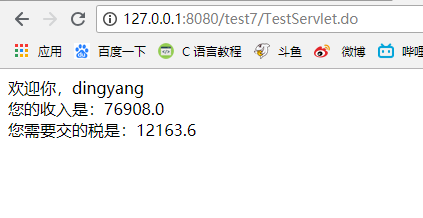 127.0.0.1:8080/test7/TestServlet.do
应用 百度一下 C 语言教程 斗鱼 微博 哔哩
欢迎你，dingyang
您的收入是：76908.0
您需要交的税是：12163.6